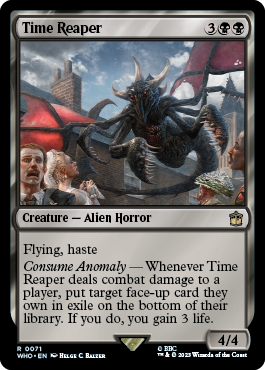 Time Reaper 3
Creature — Alien Horror
Flying, haste
Consume Anomaly — Whenever Time
Reaper deals combat damage to a
player, put target face-up card they
own in exile on the bottom of their
library. If you do, you gain 3 life.
4/4
R 0071
WHO • EN HELGE C. BALZER
© BBC
™ & © 2023 Wizards of the Coast